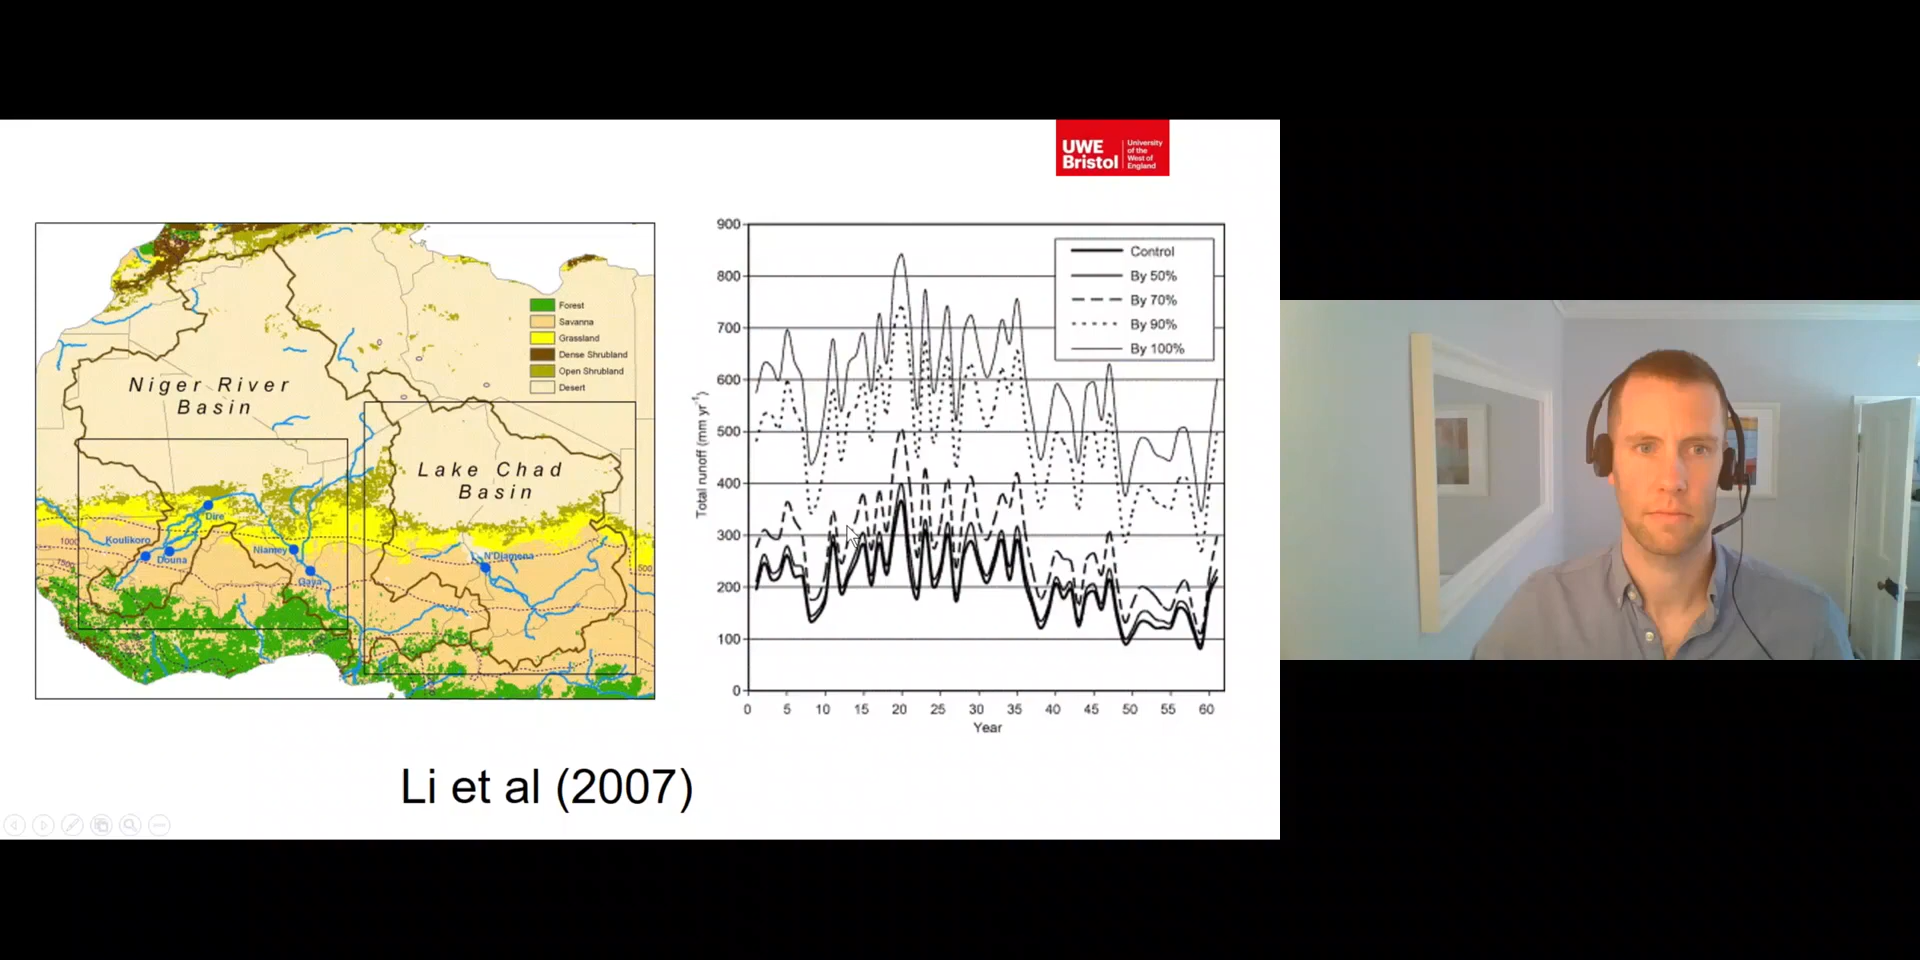 UWE
Bristol
University
of the
West of
England
Forest
Savanna
Grassland
Dense Shrubland
Open Shrubland
Desert
Niger River
Basin
Lake Chad
Basin
Dire
Koulikoro
Douna
Niamey
Gaya
N'Djamena
1000
1500
500
900
800
700
600
500
400
300
200
100
0
Total runoff (mm yr⁻¹)
Control
By 50%
By 70%
By 90%
By 100%
0 5 10 15 20 25 30 35 40 45 50 55 60
Year
Li et al (2007)